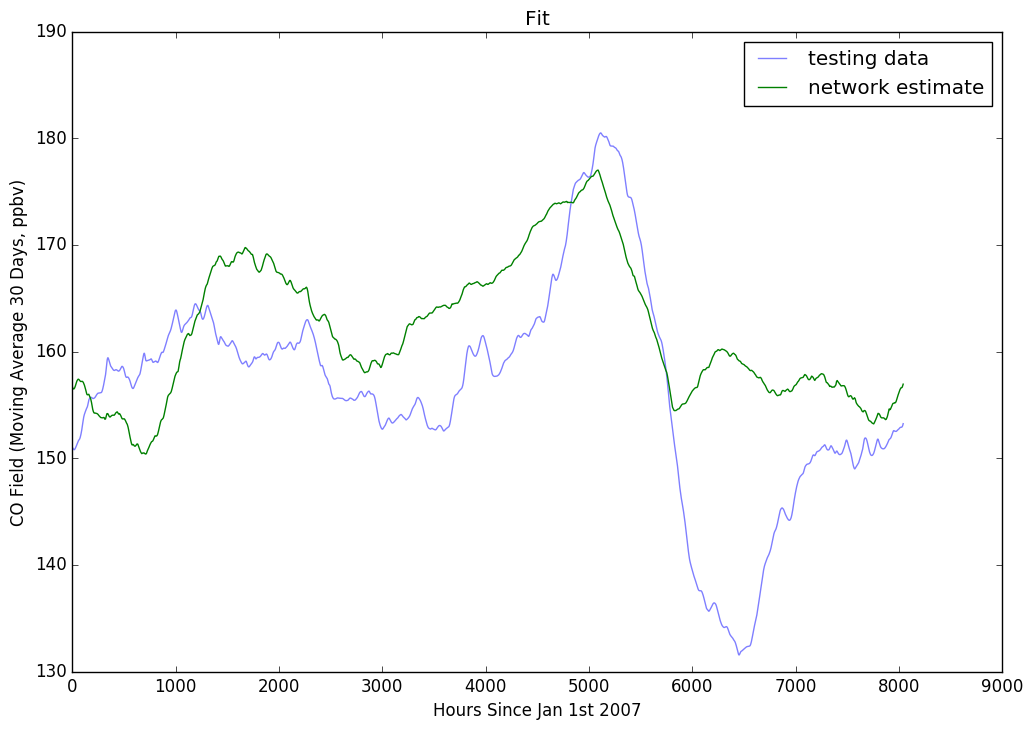 Fit
testing data
network estimate
CO Field (Moving Average 30 Days, ppbv)
190
180
170
160
150
140
130
0 1000 2000 3000 4000 5000 6000 7000 8000 9000
Hours Since Jan 1st 2007